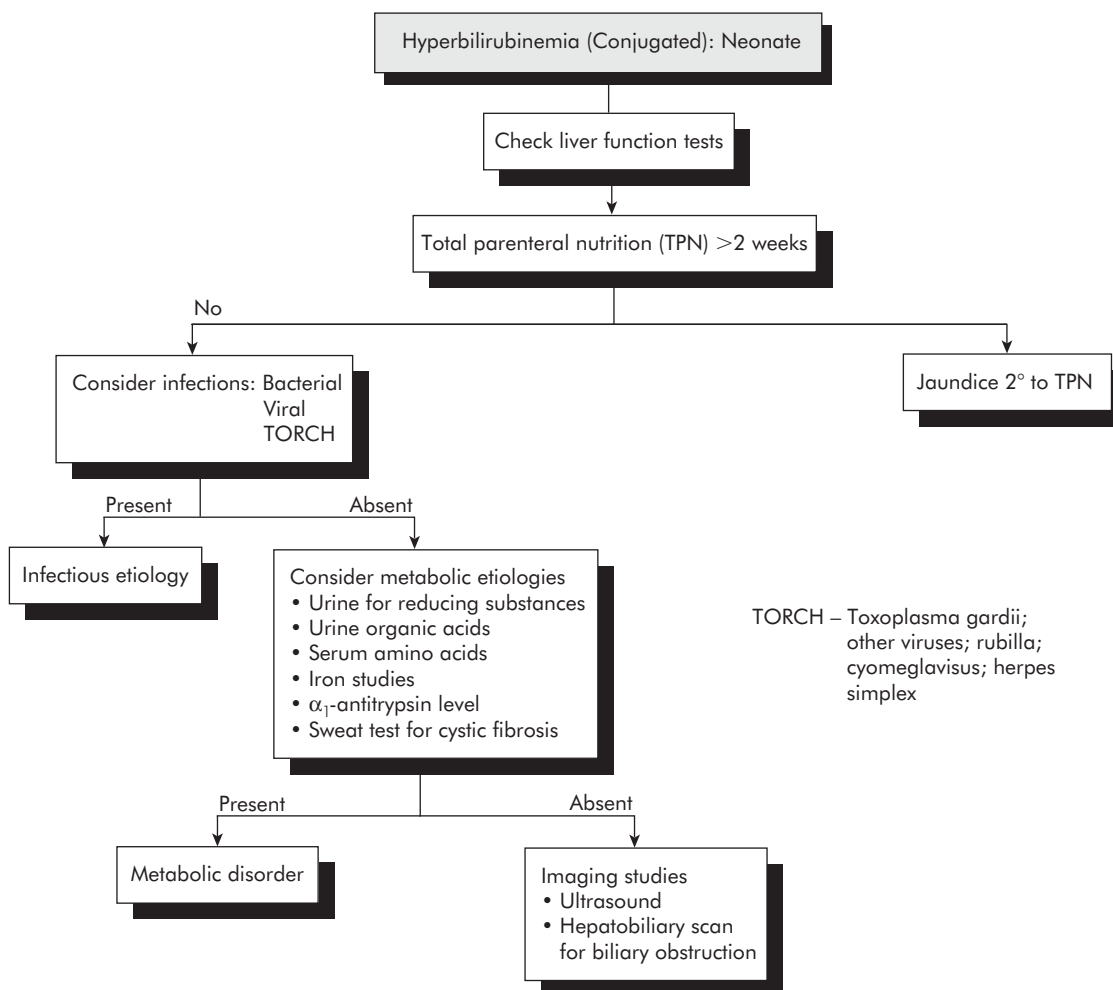 Hyperbilirubinemia (Conjugated): Neonate
Check liver function tests
Total parenteral nutrition (TPN) >2 weeks
No
Consider infections: Bacterial
Viral
TORCH
Jaundice 2° to TPN
Present
Absent
Infectious etiology
Consider metabolic etiologies
• Urine for reducing substances
• Urine organic acids
• Serum amino acids
• Iron studies
• α₁-antitrypsin level
• Sweat test for cystic fibrosis
TORCH – Toxoplasma gardii;
other viruses; rubilla;
cyomeglavisus; herpes
simplex
Present
Absent
Metabolic disorder
Imaging studies
• Ultrasound
• Hepatobiliary scan
for biliary obstruction